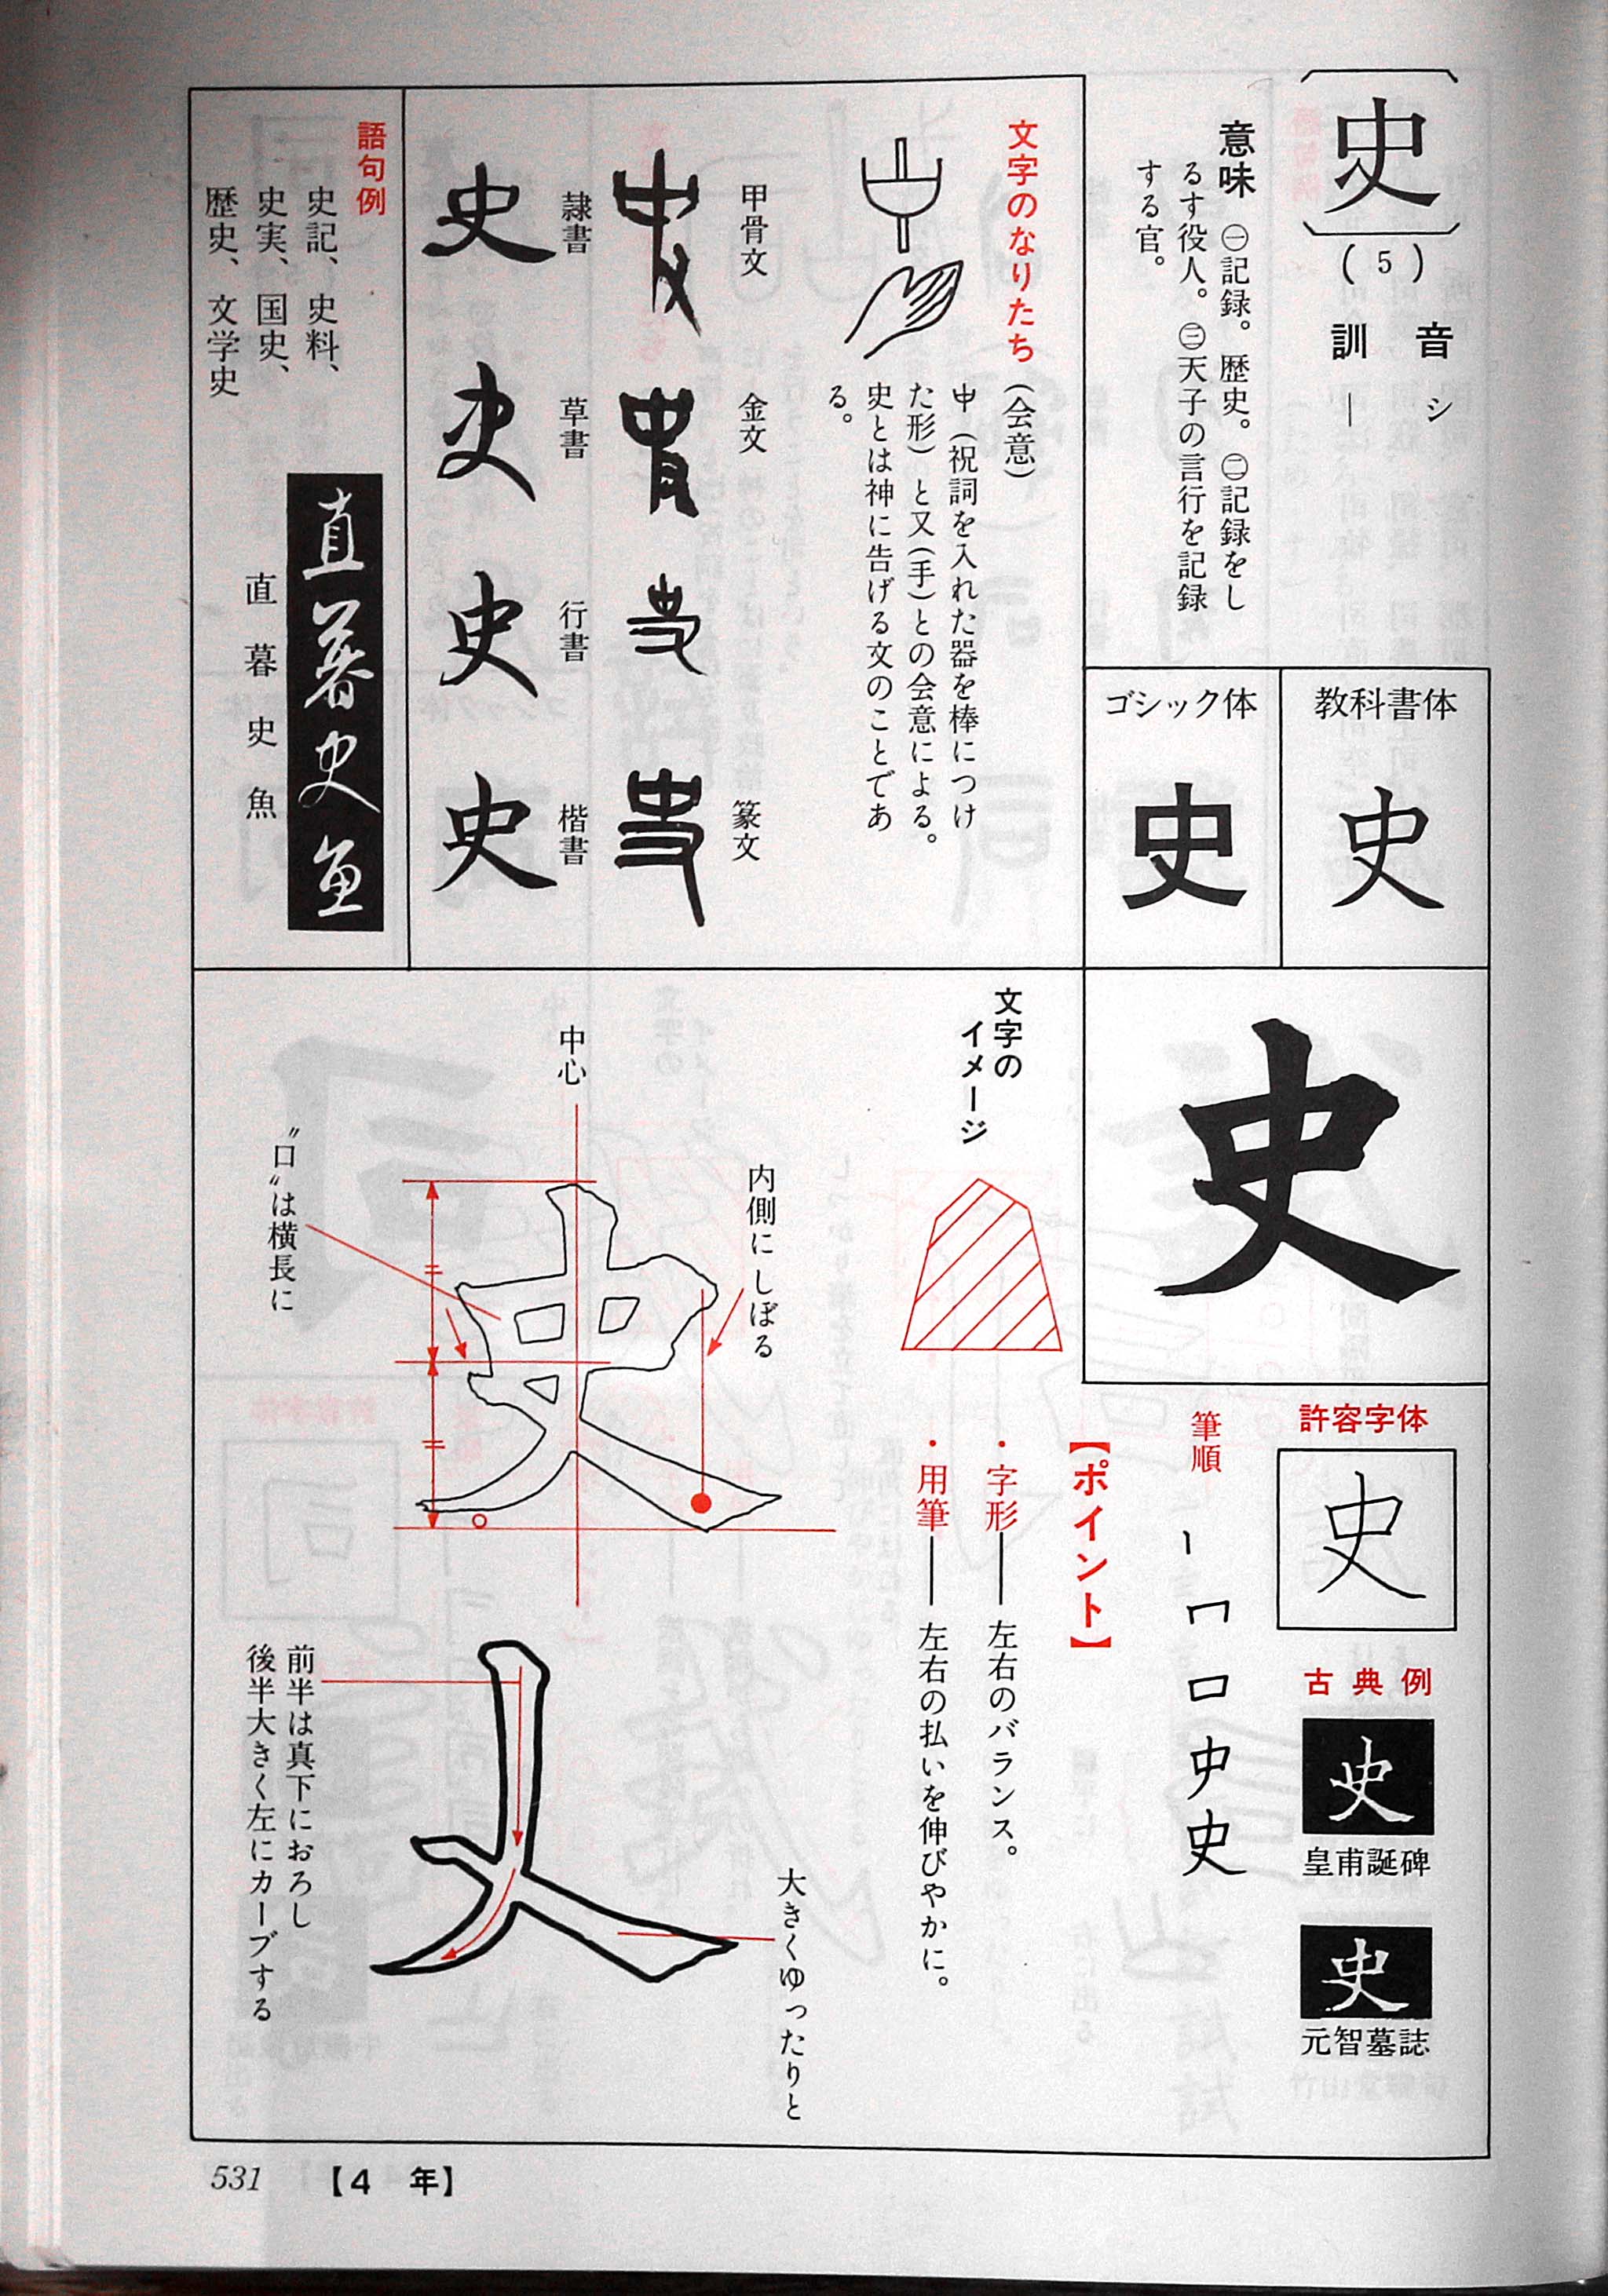 史
(5)
音 シ
訓 ―
意味 ㊀記録。歴史。㊁記録をし
るす役人。㊂天子の言行を記録
する官。
教科書体
史
ゴシック体
史
文字のなりたち
(会意)
中(祝詞を入れた器を棒につけ
た形)と又(手)との会意による。
史とは神に告げる文のことであ
る。
甲骨文
金文
篆文
隷書
史
草書
史
行書
史
楷書
史
語句例
史記、史料、
史実、国史、
歴史、文学史
直暮史魚
直暮史魚
史
許容字体
史
古典例
史
皇甫誕碑
史
元智墓誌
筆順
史
【ポイント】
・字形――左右のバランス。
・用筆――左右の払いを伸びやかに。
文字の
イメージ
内側にしぼる
中心
〝口〟は横長に
大きくゆったりと
前半は真下におろし
後半大きく左にカーブする
531
【4 年】